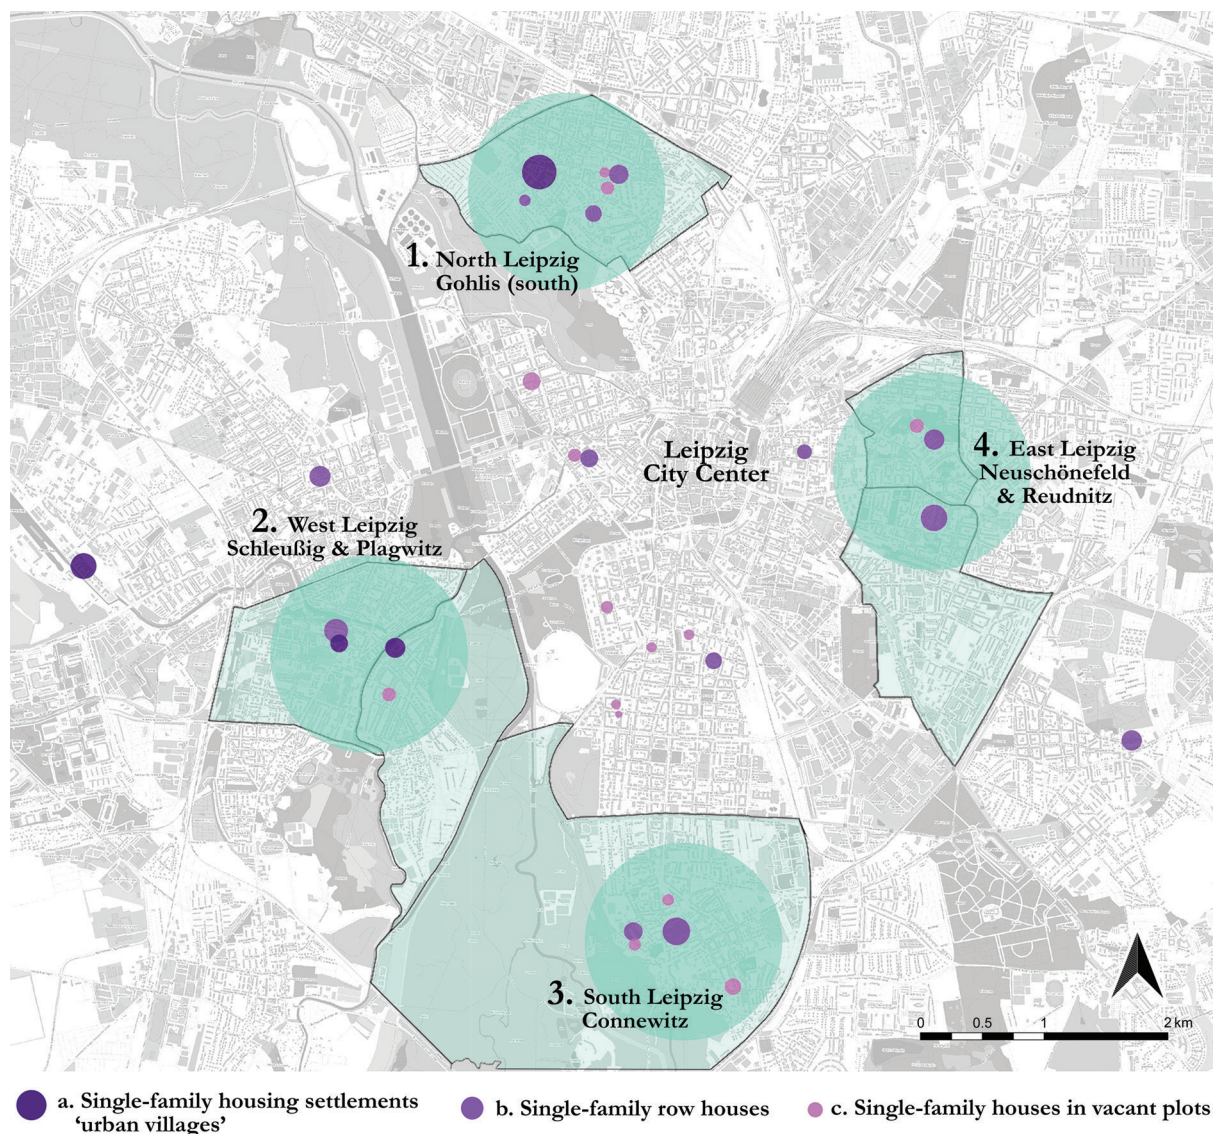 1. North Leipzig
Gohlis (south)
Leipzig
City Center
4. East Leipzig
Neuschönefeld
& Reudnitz
2. West Leipzig
Schleußig & Plagwitz
3. South Leipzig
Connewitz
0 0.5 1 2 km
a. Single-family housing settlements
‘urban villages’
b. Single-family row houses
c. Single-family houses in vacant plots